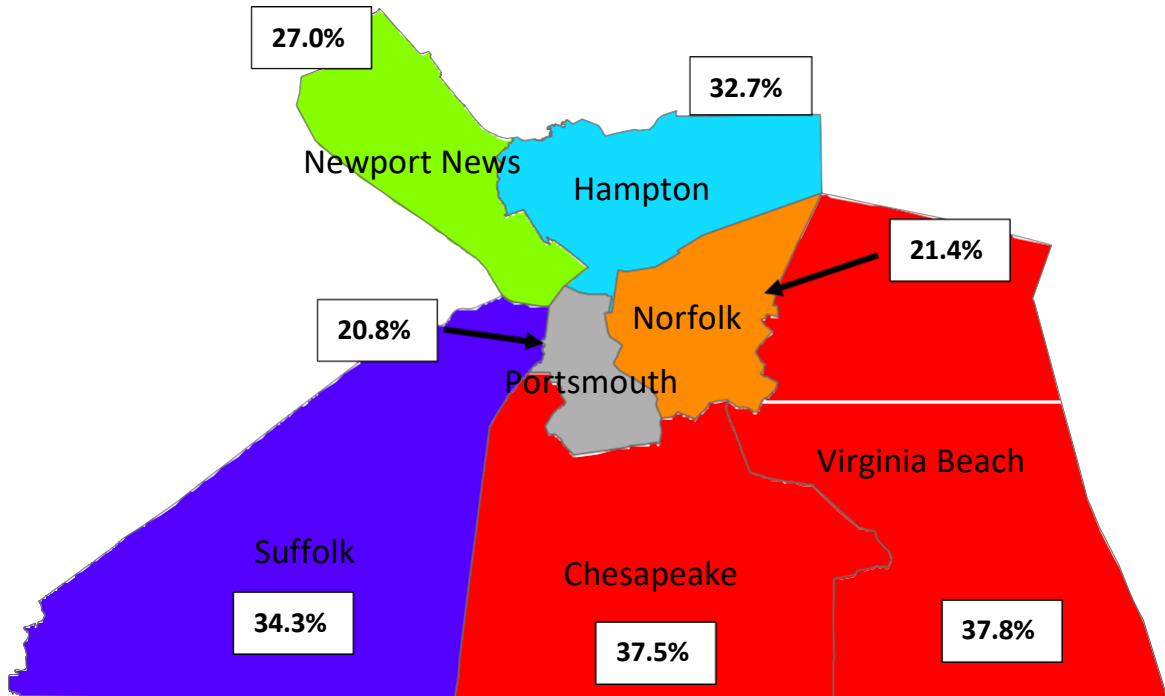 27.0%
32.7%
Newport News
Hampton
21.4%
20.8%
Norfolk
Portsmouth
Virginia Beach
Suffolk
Chesapeake
34.3%
37.5%
37.8%